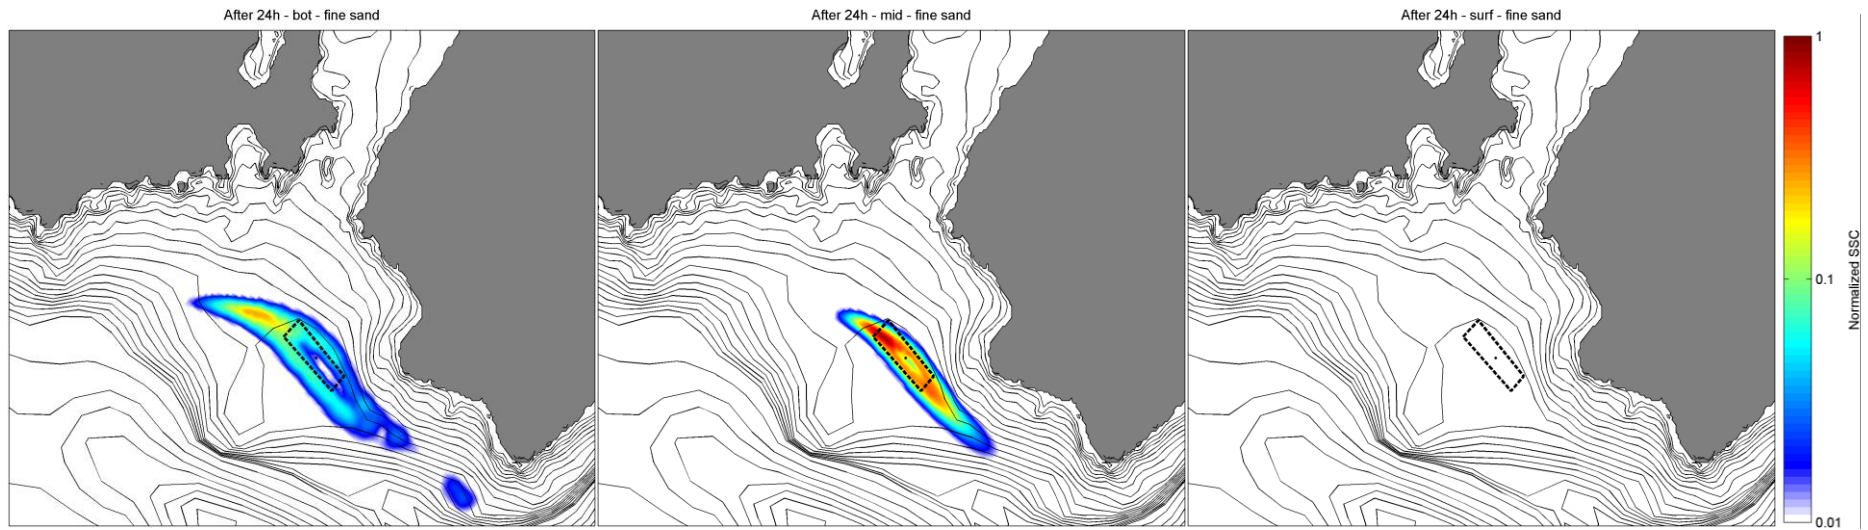 After 24h - bot - fine sand
After 24h - mid - fine sand
After 24h - surf - fine sand
1
0.1
0.01
Normalized SSC